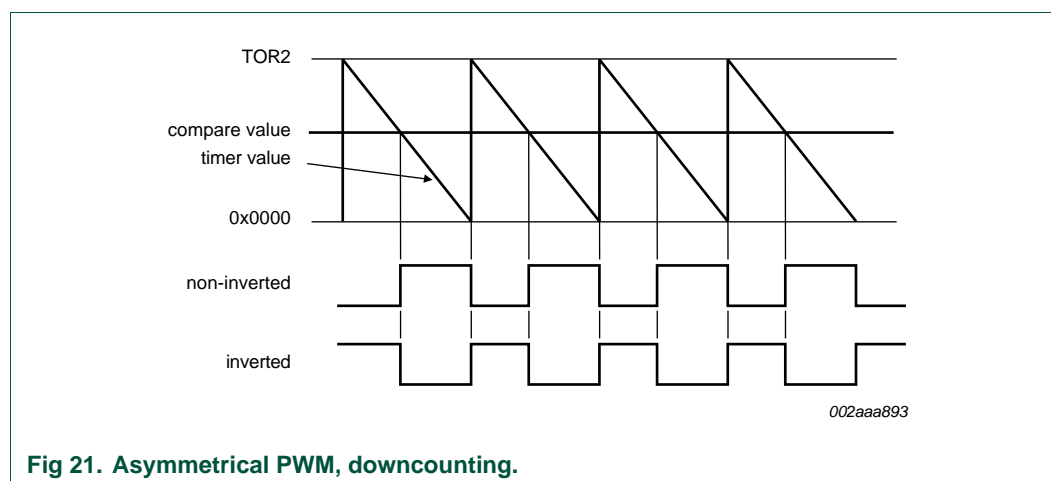 TOR2
compare value
timer value
0x0000
non-inverted
inverted
002aaa893
Fig 21. Asymmetrical PWM, downcounting.